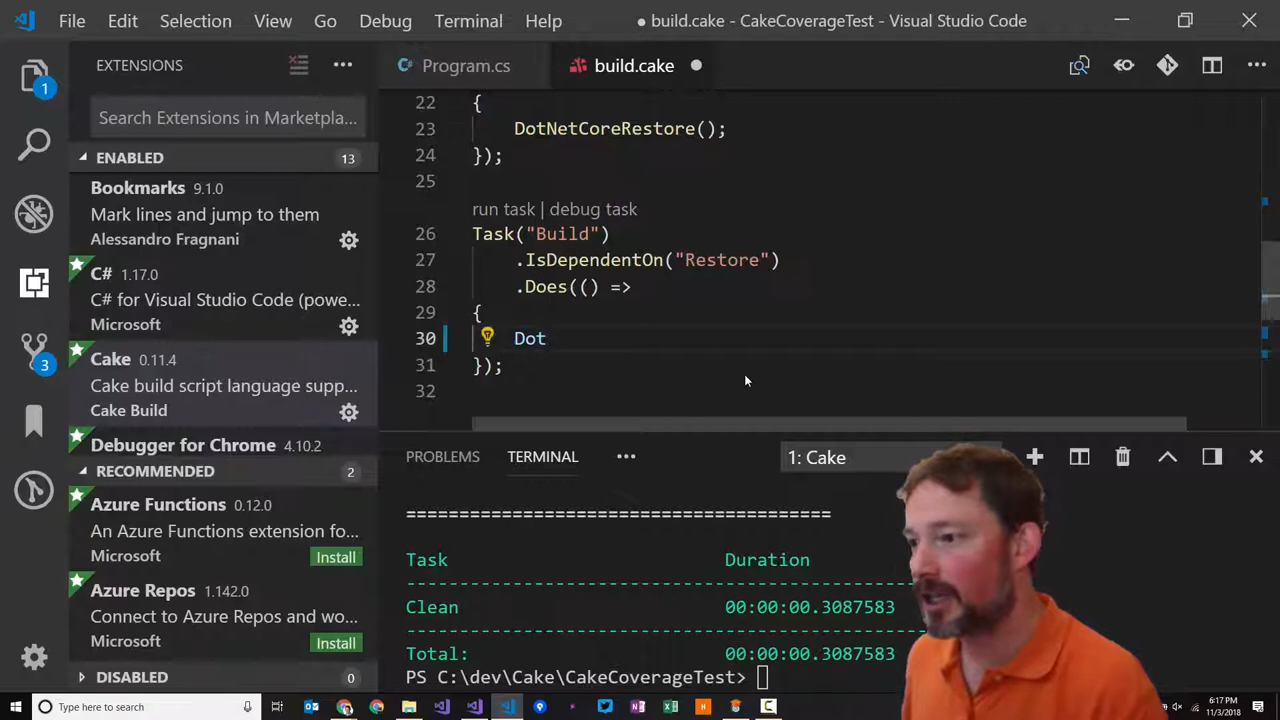 File Edit Selection View Go Debug Terminal Help ● build.cake - CakeCoverageTest - Visual Studio Code
EXTENSIONS
Search Extensions in Marketpla...
ENABLED 13
Bookmarks 9.1.0
Mark lines and jump to them
Alessandro Fragnani
C# 1.17.0
C# for Visual Studio Code (powe...
Microsoft
Cake 0.11.4
Cake build script language supp...
Cake Build
Debugger for Chrome 4.10.2
RECOMMENDED 2
Azure Functions 0.12.0
An Azure Functions extension fo...
Microsoft Install
Azure Repos 1.142.0
Connect to Azure Repos and wo...
Microsoft Install
DISABLED 0
1
3
Program.cs build.cake
22 {
23 DotNetCoreRestore();
24 });
25
run task | debug task
26 Task("Build")
27 .IsDependentOn("Restore")
28 .Does(() =>
29 {
30 Dot
31 });
32
PROBLEMS TERMINAL ... 1: Cake
========================================
Task Duration
--------------------------------------------------
Clean 00:00:00.3087583
--------------------------------------------------
Total: 00:00:00.3087583
PS C:\dev\Cake\CakeCoverageTest>
Type here to search
6:17 PM
11/3/2018